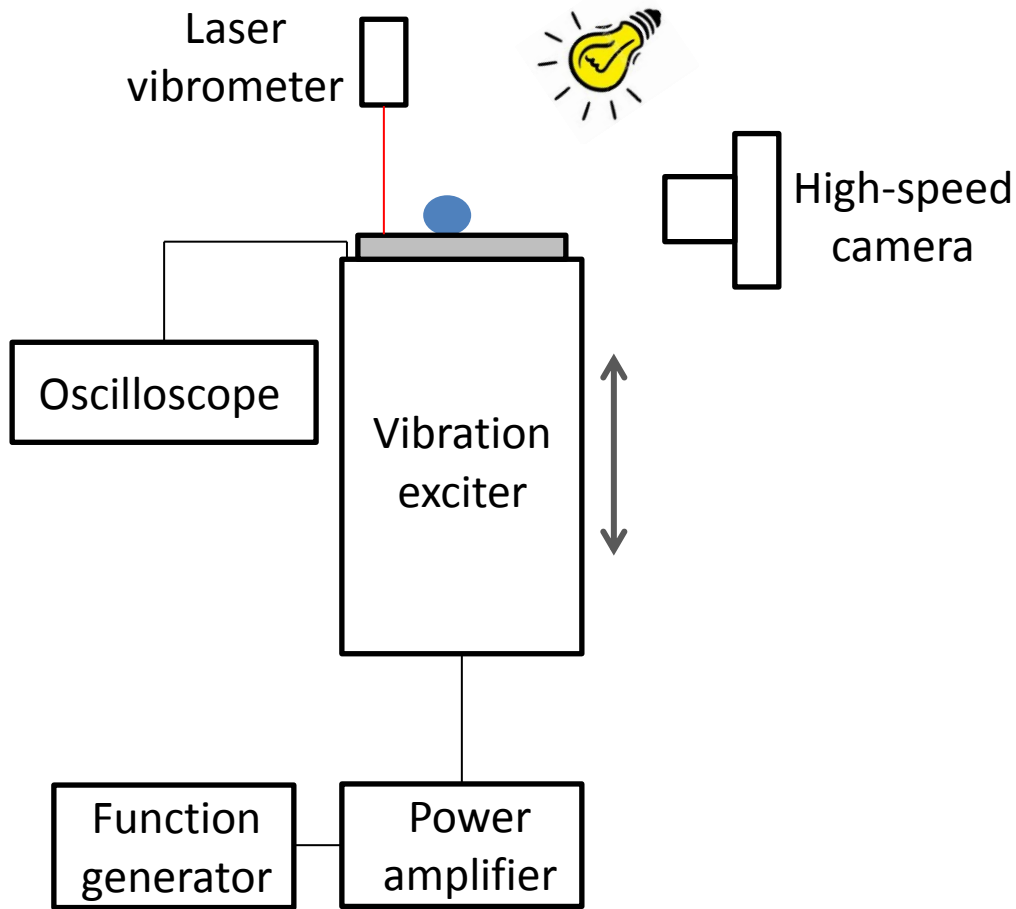 Laser
vibrometer
High-speed
camera
Oscilloscope
Vibration
exciter
Function
generator
Power
amplifier